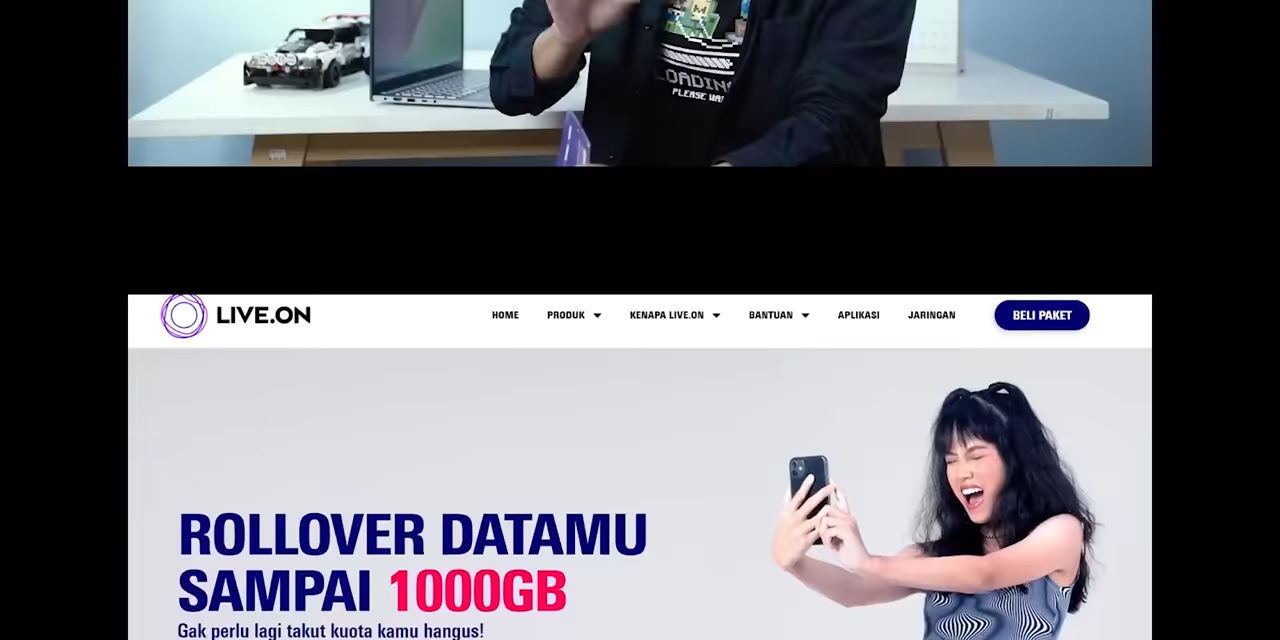 LOADING
PLEASE WAI
LIVE.ON
HOME PRODUK KENAPA LIVE.ON BANTUAN APLIKASI JARINGAN BELI PAKET
ROLLOVER DATAMU
SAMPAI 1000GB
Gak perlu lagi takut kuota kamu hangus!